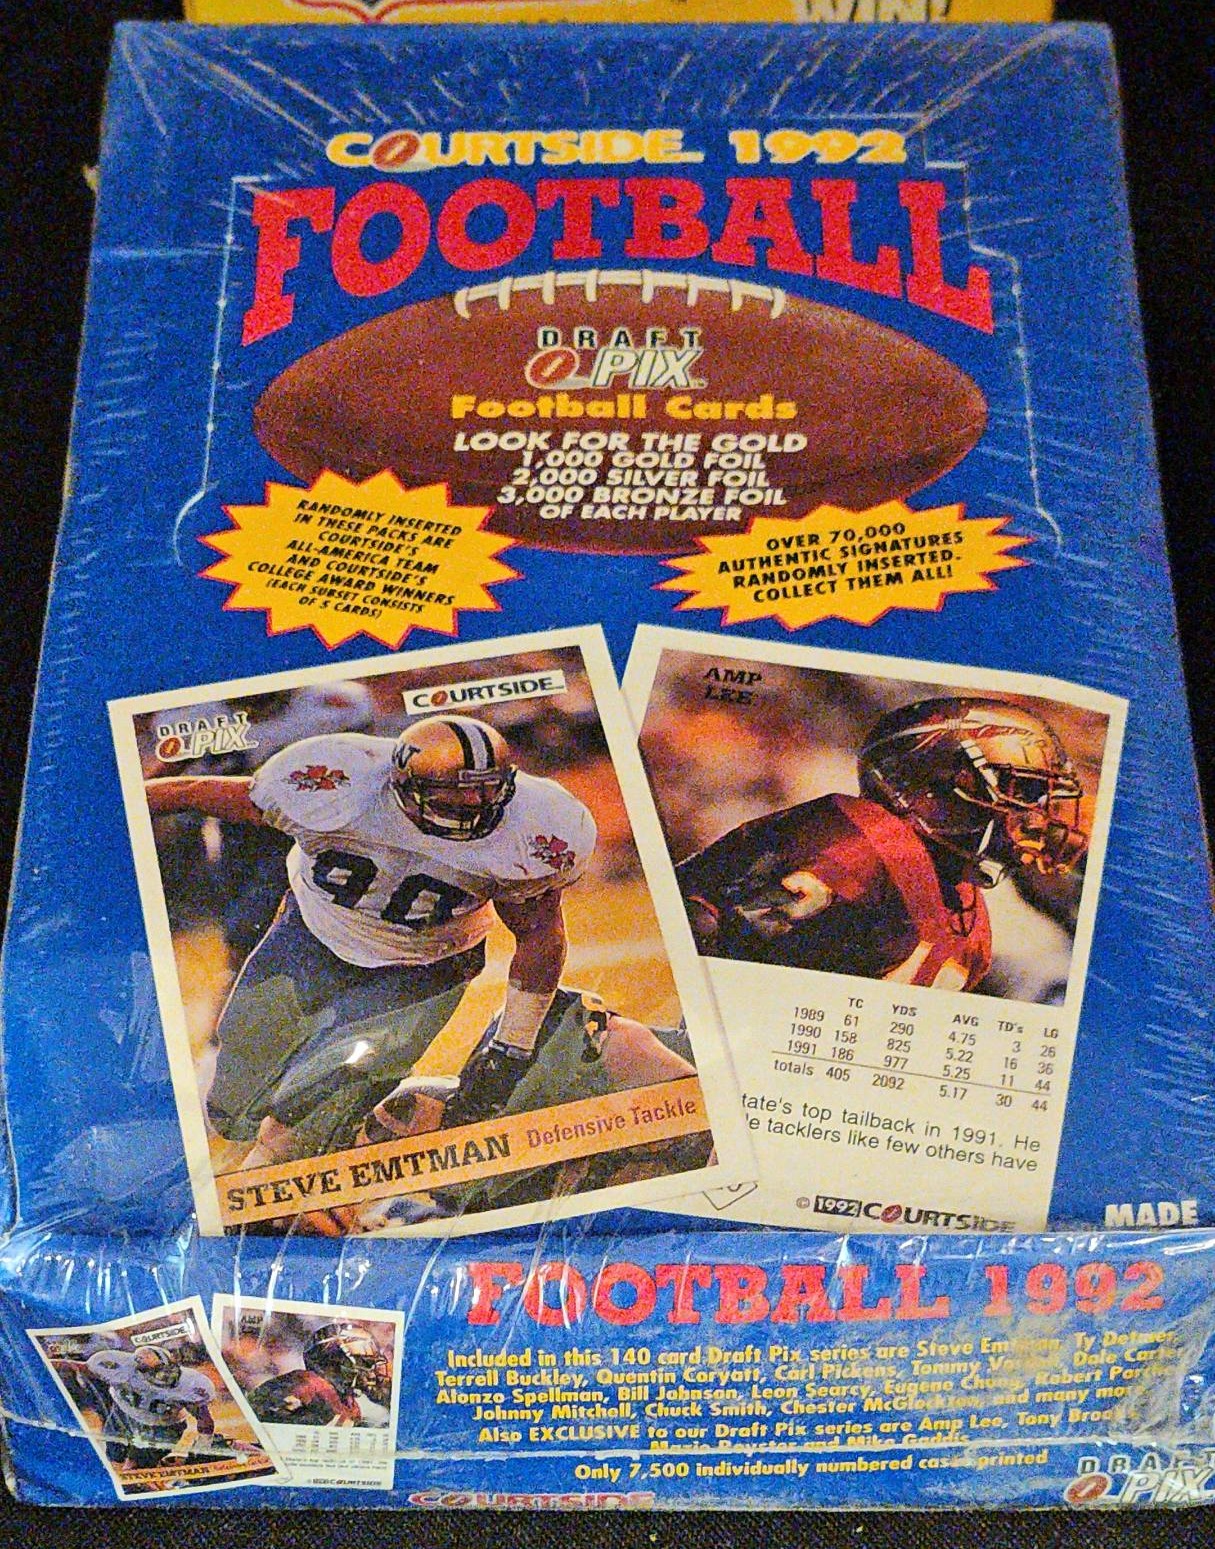 WIN!
COURTSIDE 1992
FOOTBALL
DRAFT
PIX
Football Cards
LOOK FOR THE GOLD
1,000 GOLD FOIL
2,000 SILVER FOIL
3,000 BRONZE FOIL
OF EACH PLAYER
RANDOMLY INSERTED
IN THESE PACKS ARE
COURTSIDE'S
ALL-AMERICA TEAM
AND COURTSIDE'S
COLLEGE AWARD WINNERS
(EACH SUBSET CONSISTS
OF 5 CARDS!)
OVER 70,000
AUTHENTIC SIGNATURES
RANDOMLY INSERTED.
COLLECT THEM ALL!
DRAFT
PIX
COURTSIDE
W
90
STEVE EMTMAN Defensive Tackle
AMP
LEE
TC YDS AVG TD's LG
1989 61 290 4.75 3 26
1990 158 825 5.22 16 36
1991 186 977 5.25 11 44
totals 405 2092 5.17 30 44
tate's top tailback in 1991. He
le tacklers like few others have
© 1992 COURTSIDE
MADE
FOOTBALL 1992
COURTSIDE
STEVE EMTMAN
AMP
Included in this 140 card Draft Pix series are Steve Ty Detmer,
Terrell Buckley, Quentin Coryatt, Carl Pickens, Tommy Dale Carter
Alonzo Spellman, Bill Johnson, Leon Searcy, Eugene Chung, Robert
Johnny Mitchell, Chuck Smith, Chester McGlockton, and many more
Also EXCLUSIVE to our Draft Pix series are Amp Lee, Tony Brooks
Mazio Royster and Mike Gaddis
Only 7,500 individually numbered cases printed
COURTSIDE
DRAFT
PIX